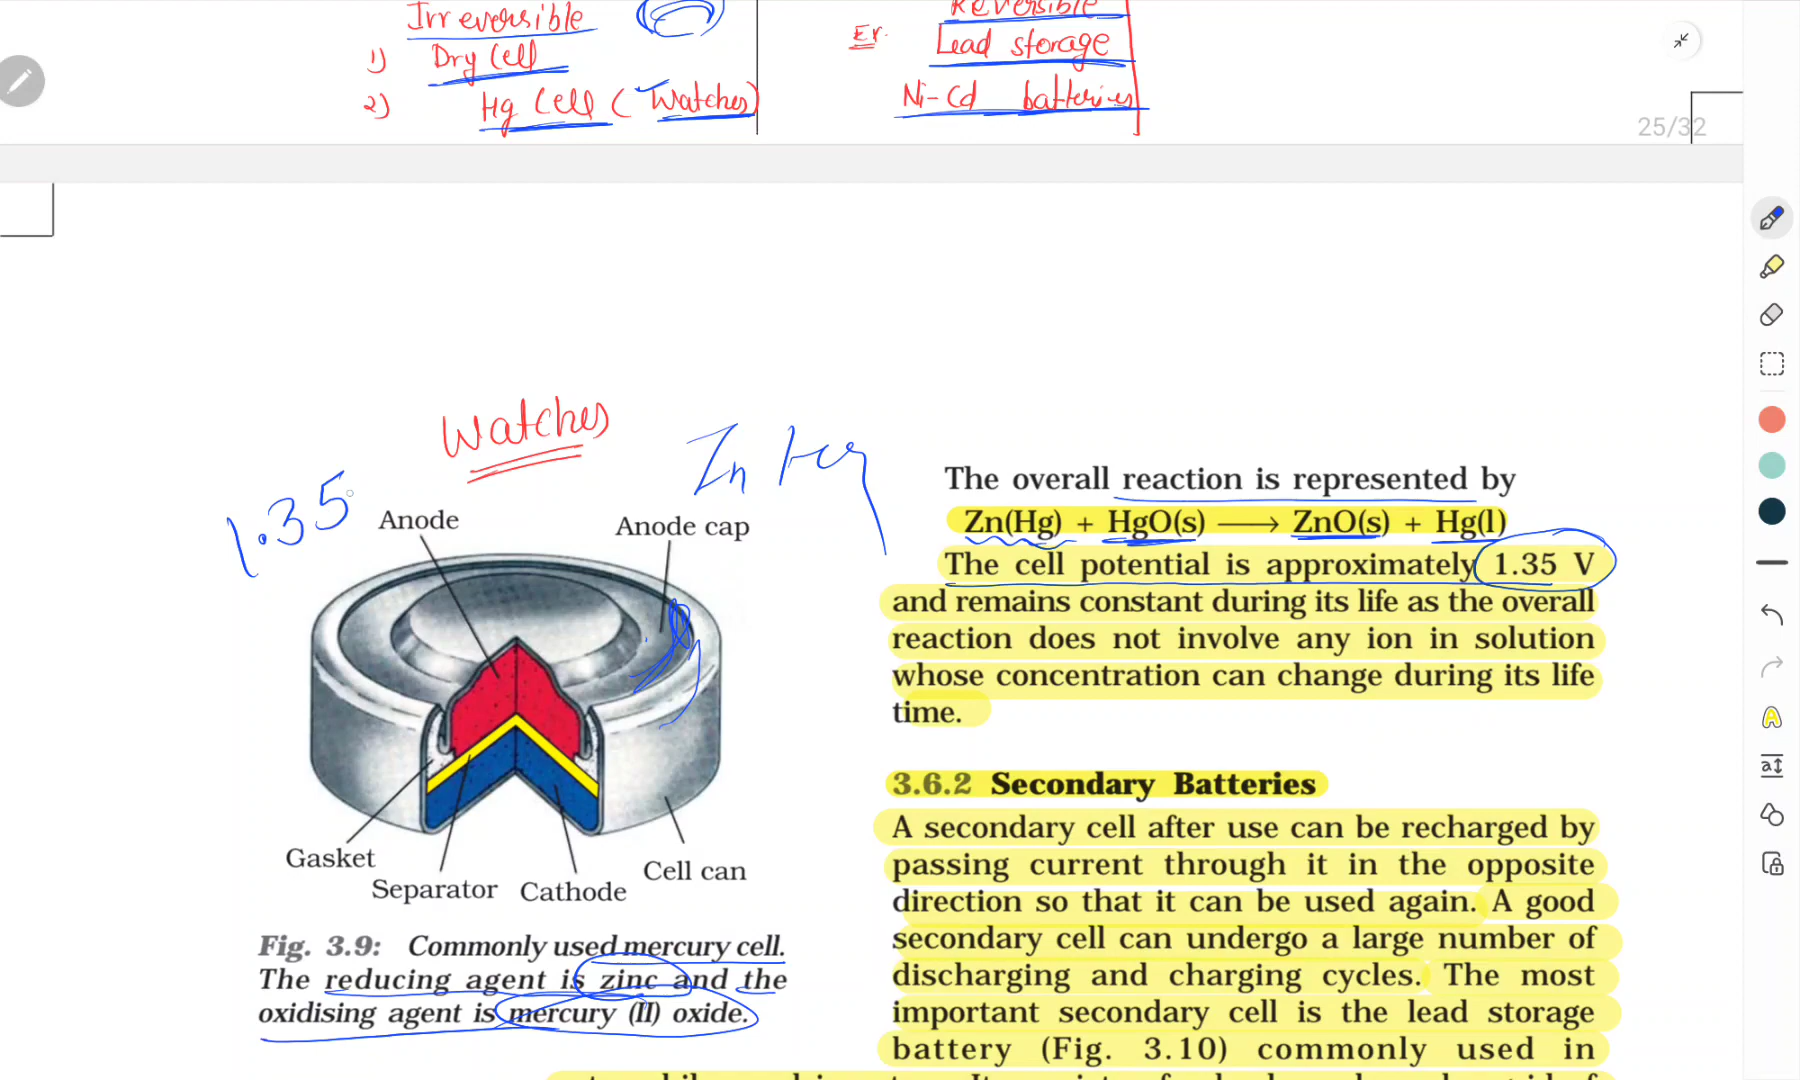 Irreversible
1) Dry Cell
2) Hg Cell (Watches)
Reversible
Ex. Lead storage
Ni-Cd batteries
25/32
Watches
1.35
Zn
Anode
Anode cap
Gasket
Separator
Cathode
Cell can
Fig. 3.9: Commonly used mercury cell.
The reducing agent is zinc and the
oxidising agent is mercury (II) oxide.
The overall reaction is represented by
Zn(Hg) + HgO(s) ⟶ ZnO(s) + Hg(l)
The cell potential is approximately 1.35 V
and remains constant during its life as the overall
reaction does not involve any ion in solution
whose concentration can change during its life
time.
3.6.2 Secondary Batteries
A secondary cell after use can be recharged by
passing current through it in the opposite
direction so that it can be used again. A good
secondary cell can undergo a large number of
discharging and charging cycles. The most
important secondary cell is the lead storage
battery (Fig. 3.10) commonly used in